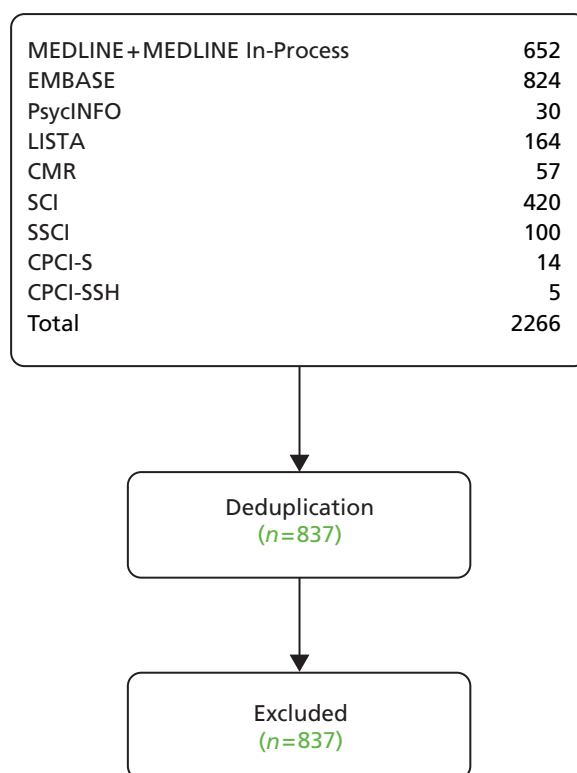 MEDLINE+MEDLINE In-Process 652
EMBASE 824
PsycINFO 30
LISTA 164
CMR 57
SCI 420
SSCI 100
CPCI-S 14
CPCI-SSH 5
Total 2266
Deduplication
(n=837)
Excluded
(n=837)